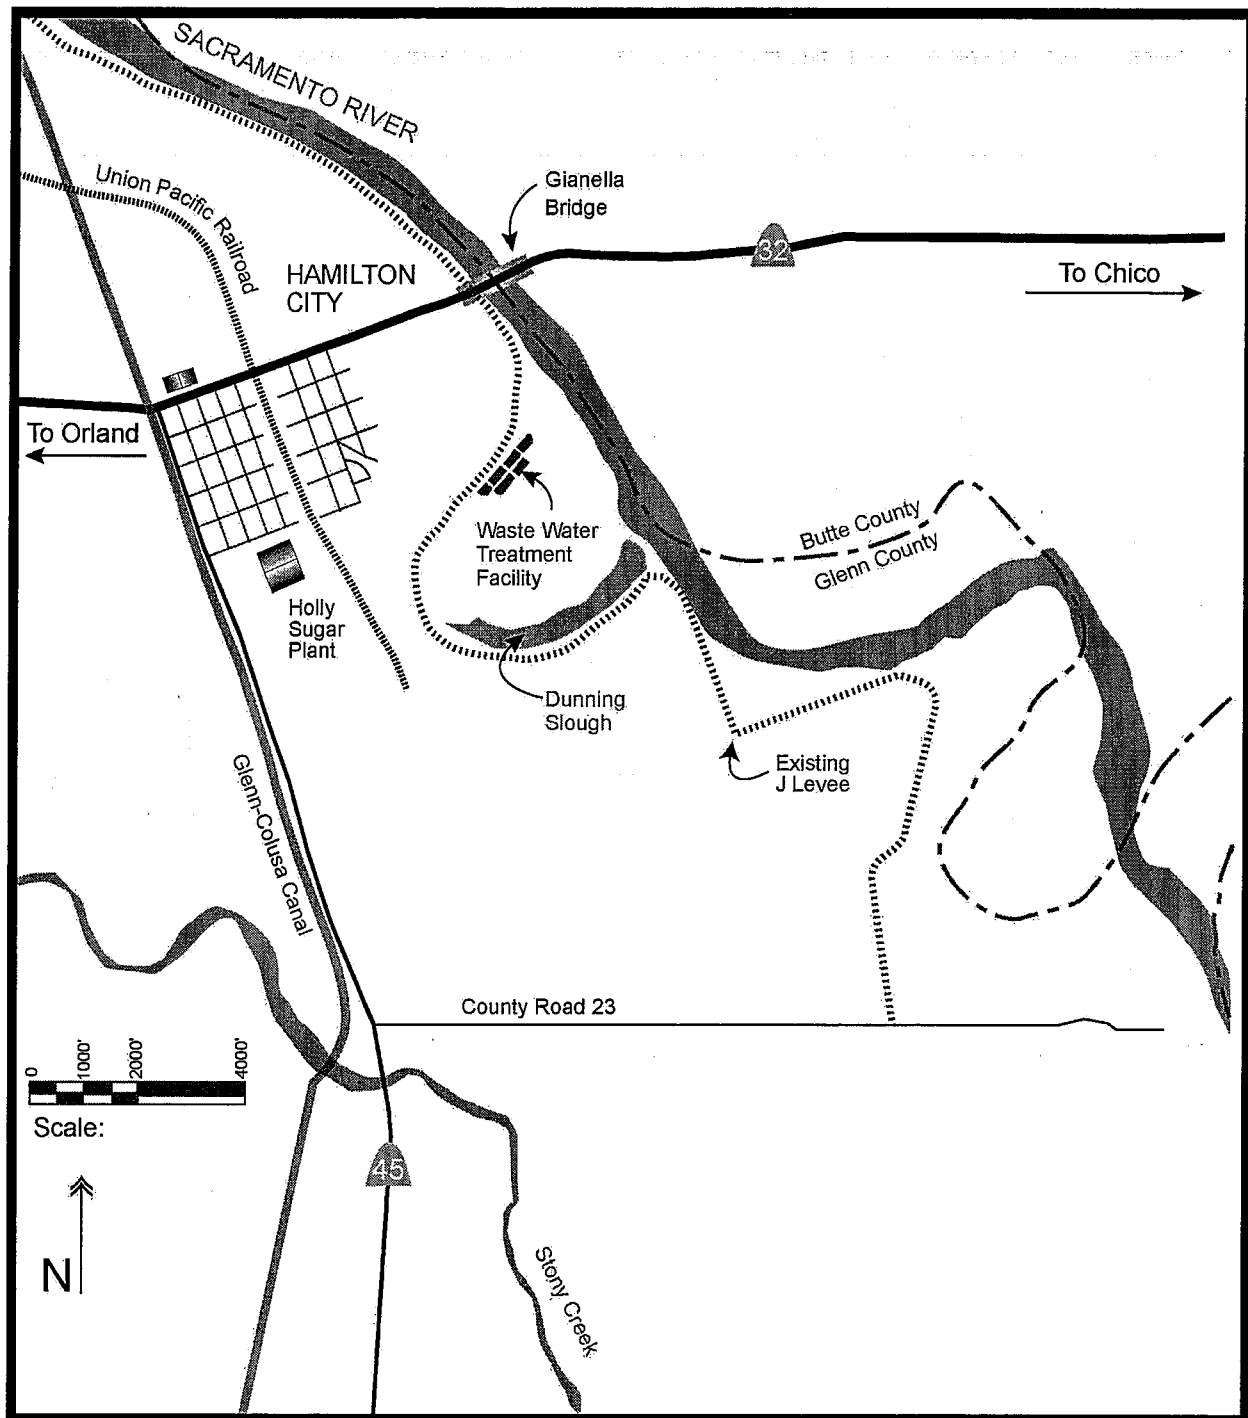 SACRAMENTO RIVER
Union Pacific Railroad
Gianella
Bridge
32
HAMILTON
CITY
To Chico
To Orland
Waste Water
Treatment
Facility
Butte County
Glenn County
Holly
Sugar
Plant
Dunning
Slough
Existing
J Levee
Glenn-Colusa Canal
County Road 23
0
1000'
2000'
4000'
Scale:
45
N
Stony Creek